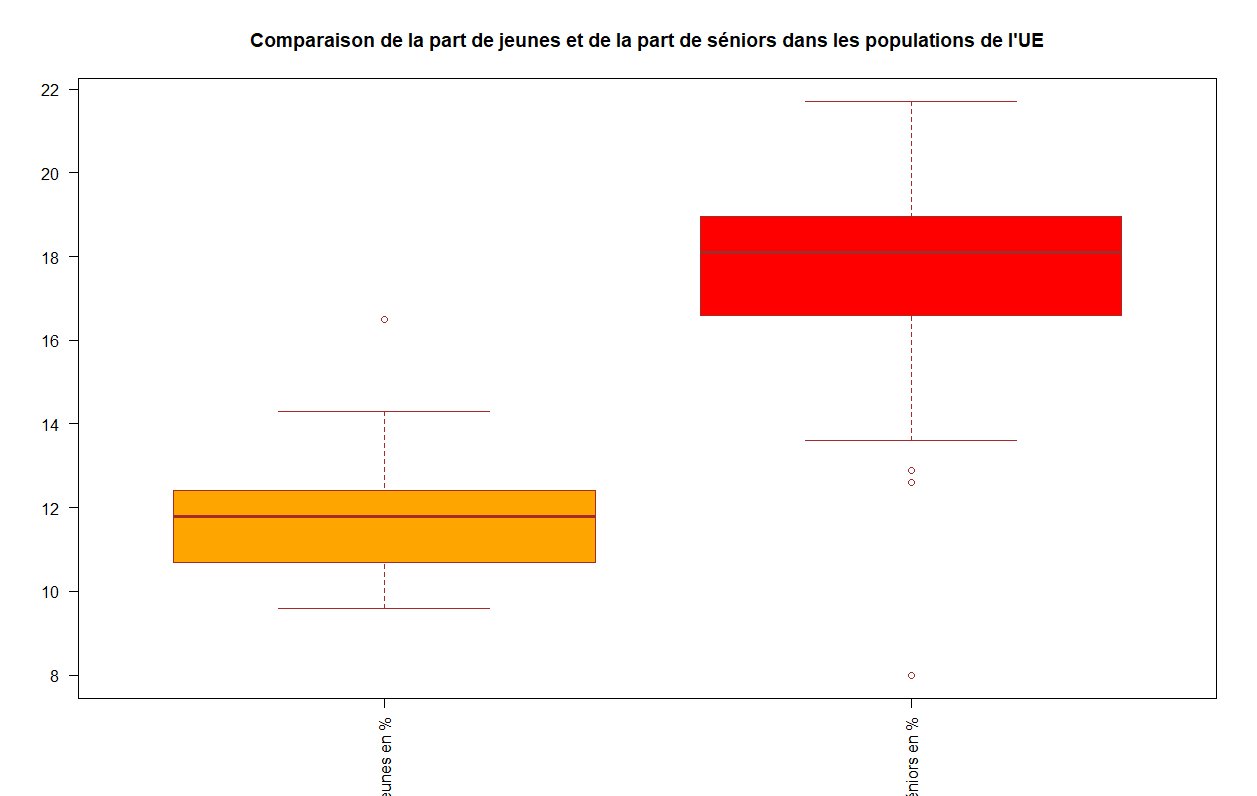 Comparaison de la part de jeunes et de la part de séniors dans les populations de l'UE
22
20
18
16
14
12
10
8
eunes en %
éniors en %